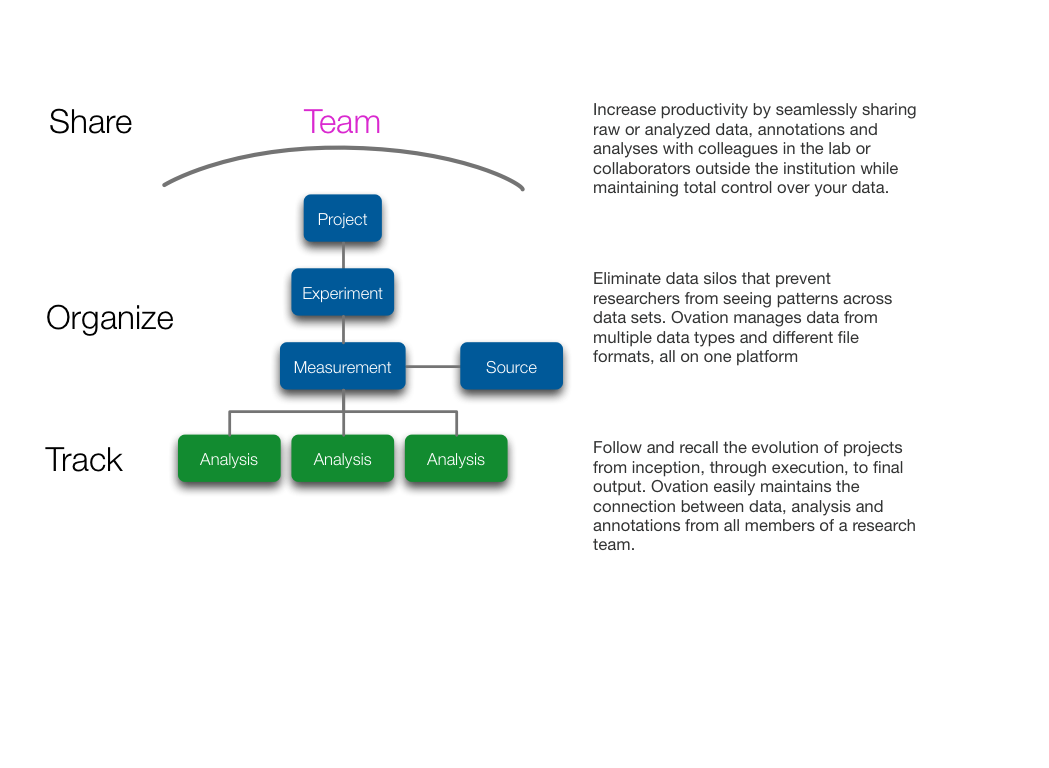 Share
Team
Increase productivity by seamlessly sharing
raw or analyzed data, annotations and
analyses with colleagues in the lab or
collaborators outside the institution while
maintaining total control over your data.
Project
Experiment
Organize
Measurement
Source
Eliminate data silos that prevent
researchers from seeing patterns across
data sets. Ovation manages data from
multiple data types and different file
formats, all on one platform
Track
Analysis
Analysis
Analysis
Follow and recall the evolution of projects
from inception, through execution, to final
output. Ovation easily maintains the
connection between data, analysis and
annotations from all members of a research
team.